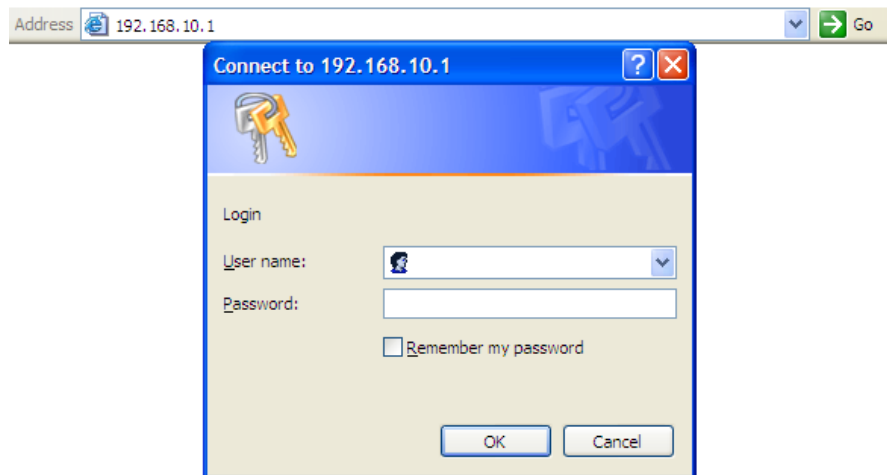 Address 192.168.10.1 Go
Connect to 192.168.10.1
Login
User name:
Password:
Remember my password
OK Cancel